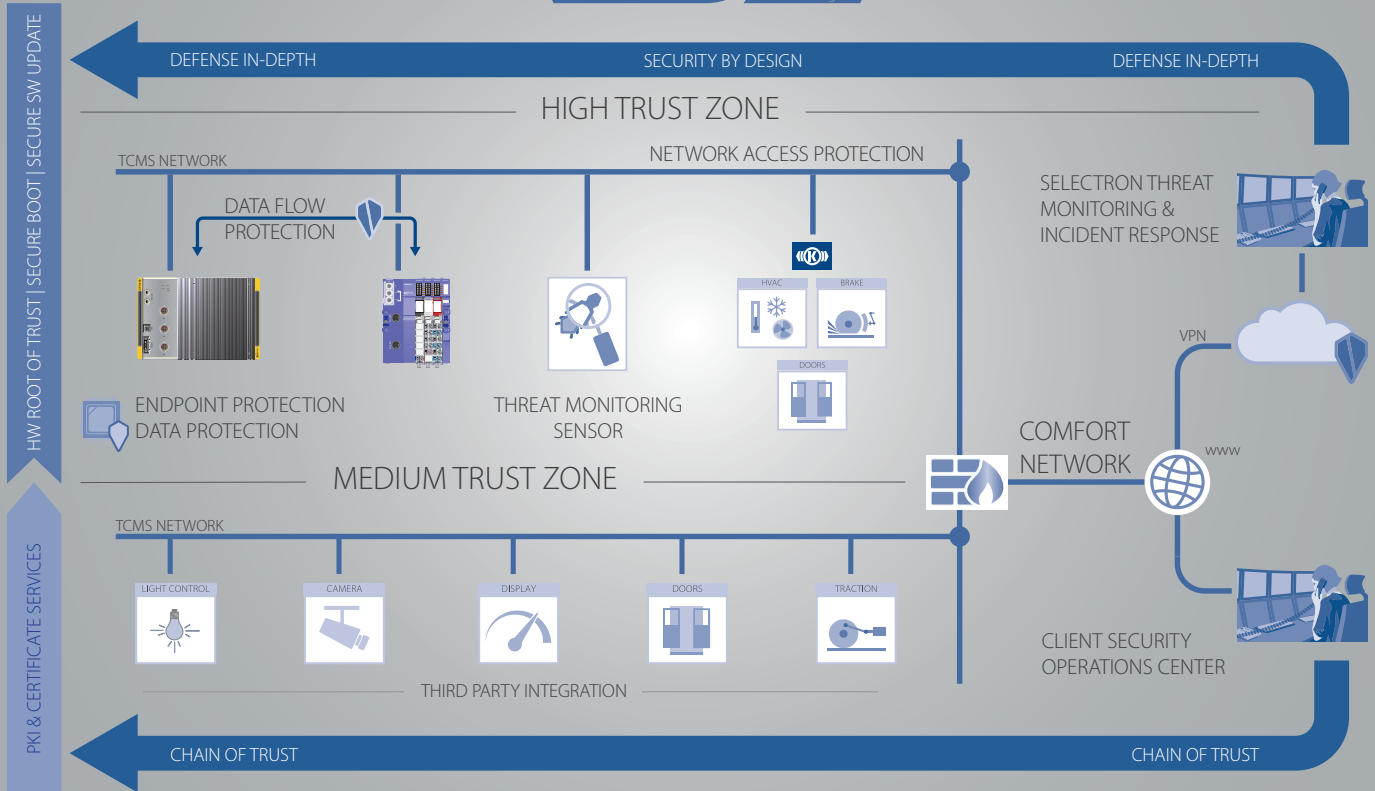 DEFENSE IN-DEPTH
SECURITY BY DESIGN
DEFENSE IN-DEPTH
HW ROOT OF TRUST | SECURE BOOT | SECURE SW UPDATE
PKI & CERTIFICATE SERVICES
HIGH TRUST ZONE
TCMS NETWORK
NETWORK ACCESS PROTECTION
DATA FLOW
PROTECTION
K
HVAC
BRAKE
DOORS
ENDPOINT PROTECTION
DATA PROTECTION
THREAT MONITORING
SENSOR
SELECTRON THREAT
MONITORING &
INCIDENT RESPONSE
VPN
COMFORT
NETWORK
WWW
MEDIUM TRUST ZONE
TCMS NETWORK
LIGHT CONTROL
CAMERA
DISPLAY
DOORS
TRACTION
THIRD PARTY INTEGRATION
CLIENT SECURITY
OPERATIONS CENTER
CHAIN OF TRUST
CHAIN OF TRUST